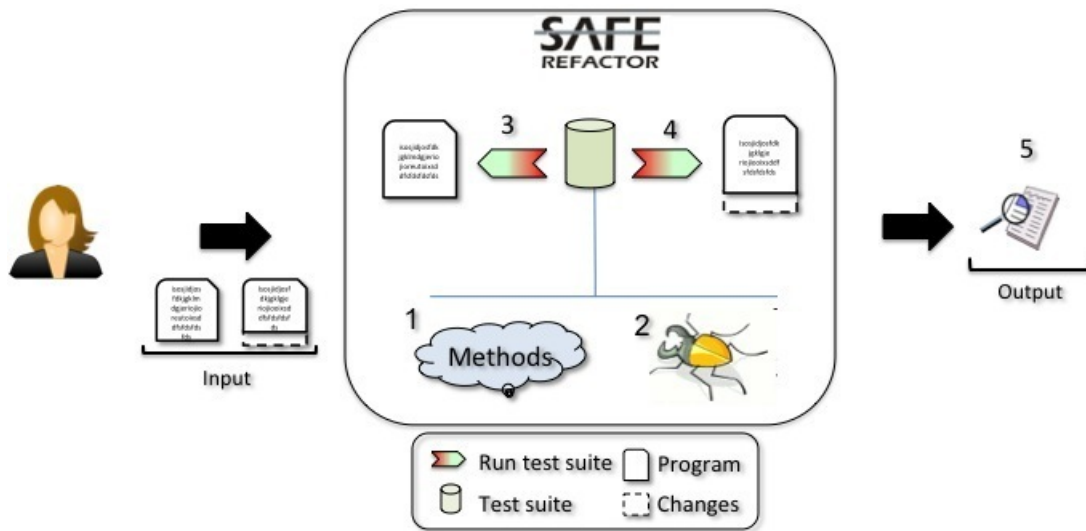 SAFE
REFACTOR
3
4
5
Output
Input
1
Methods
2
Run test suite
Program
Test suite
Changes